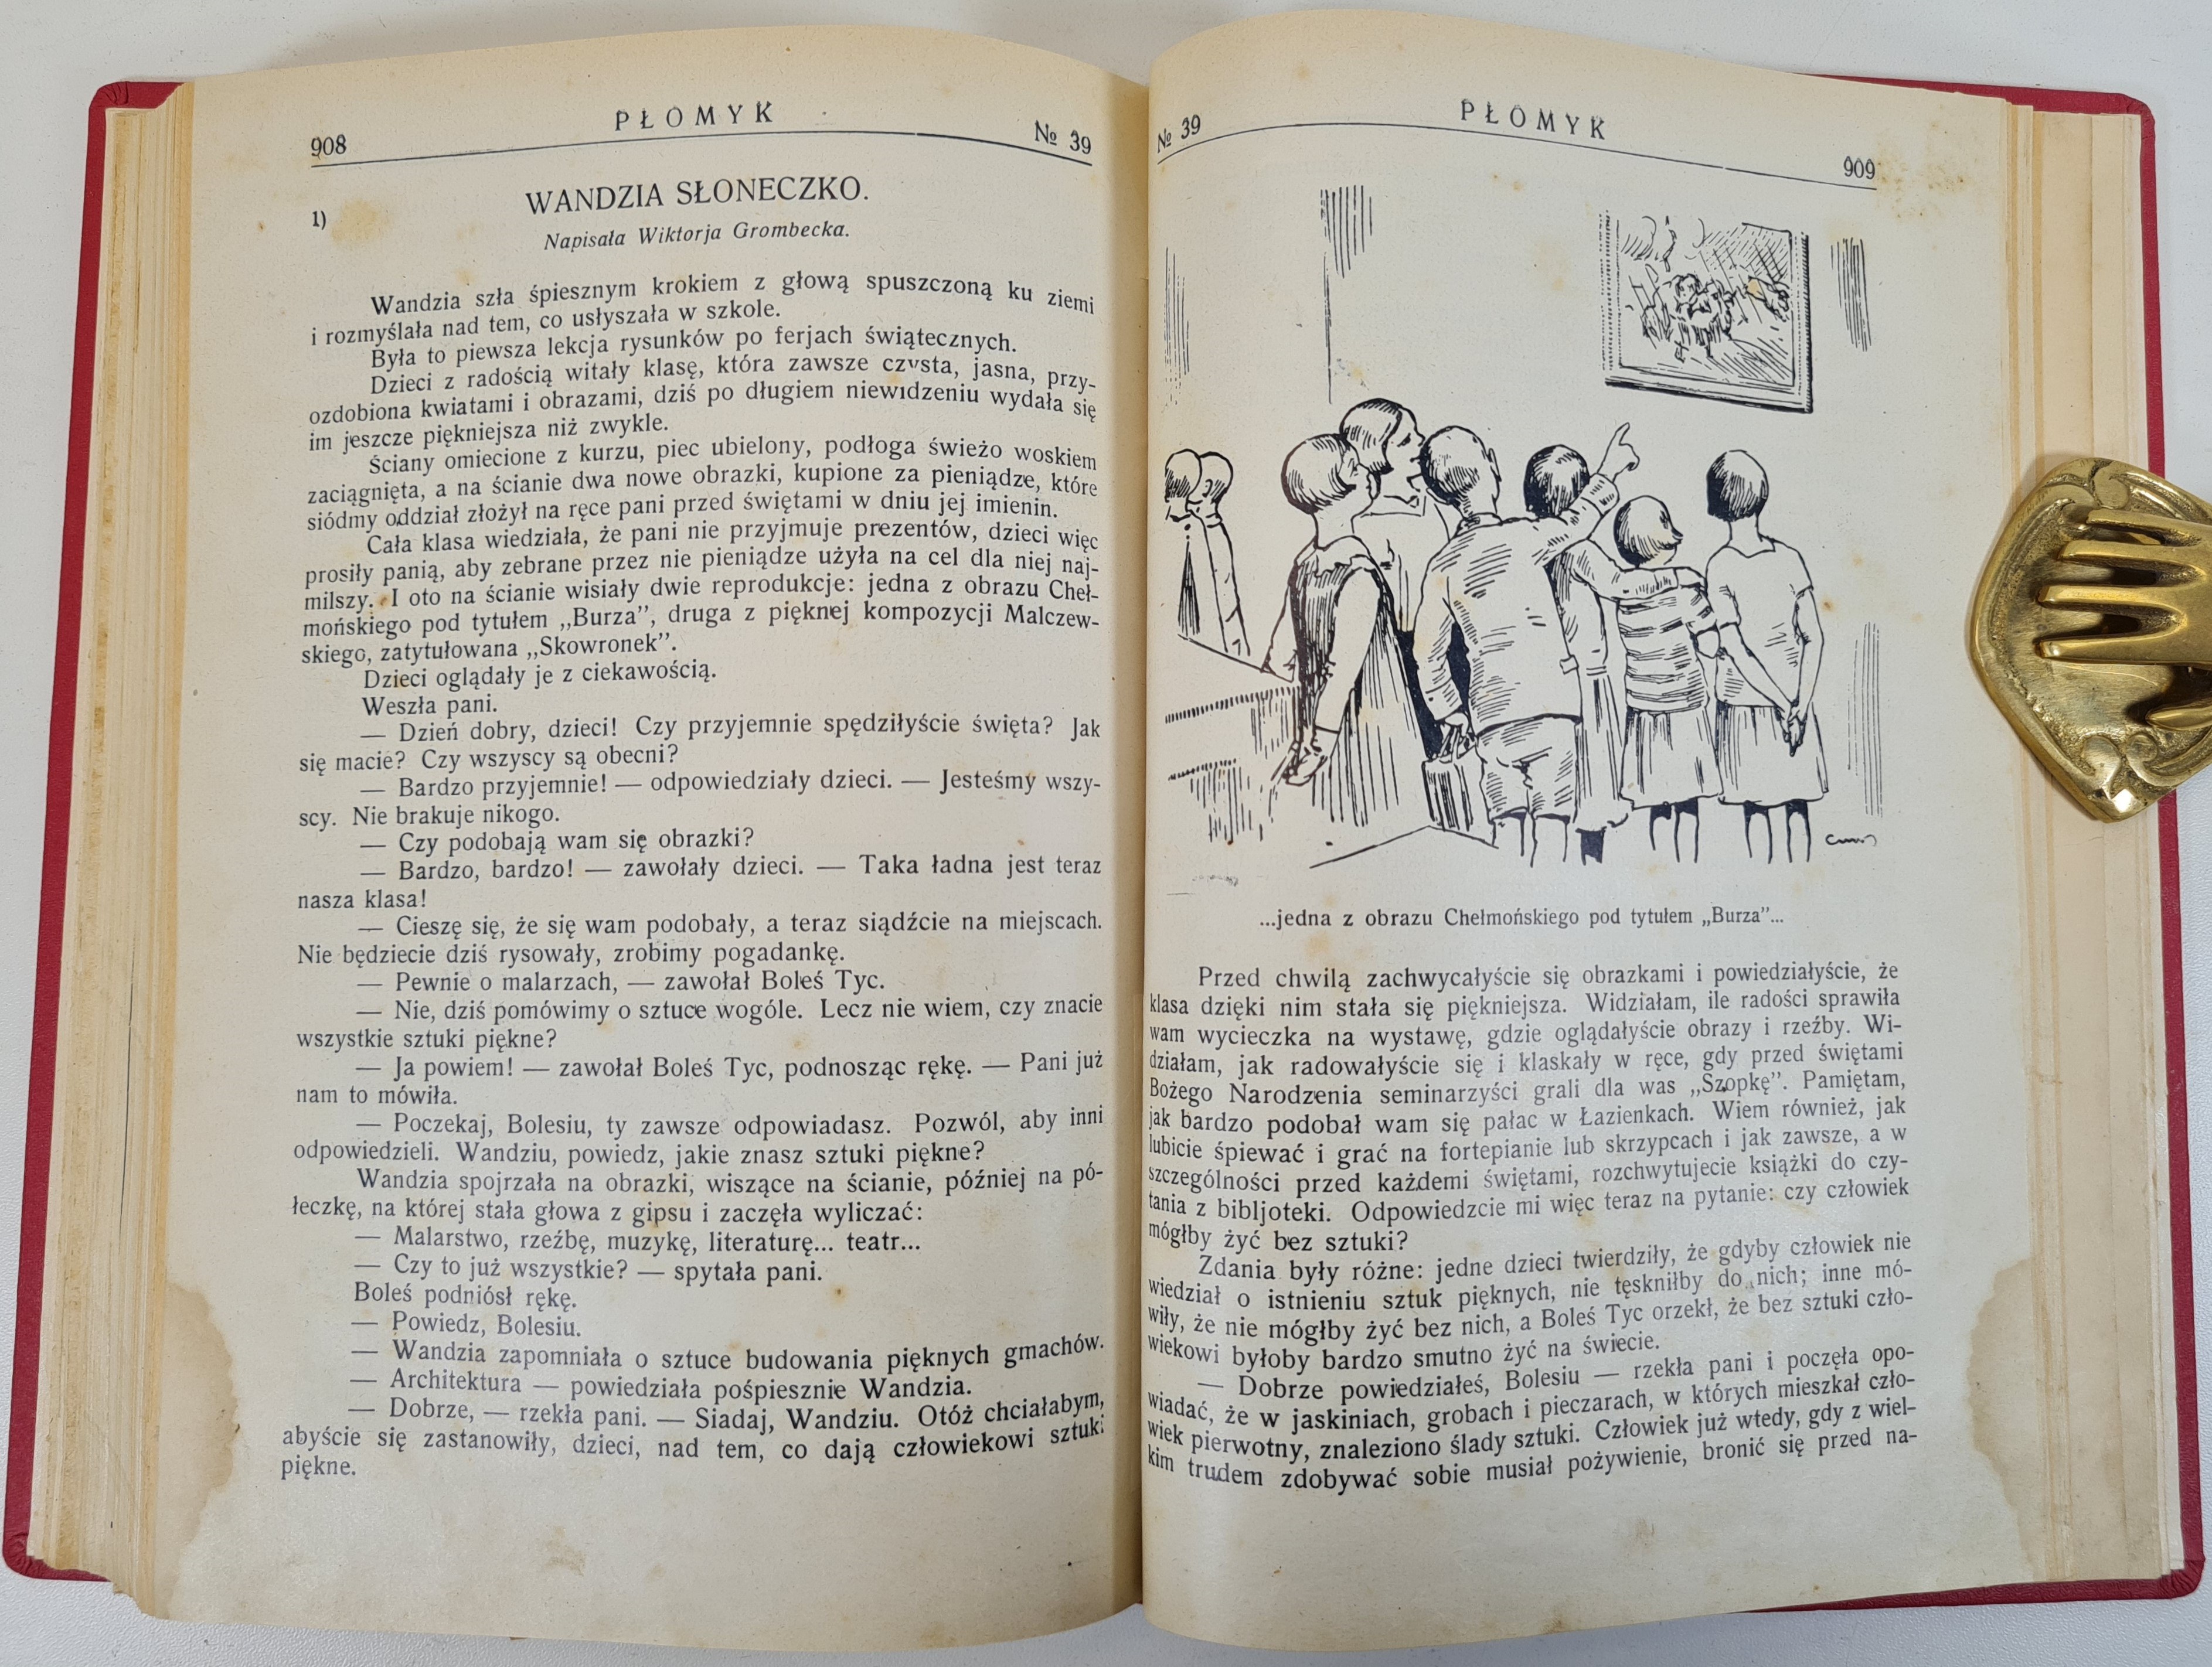 908
PŁOMYK
№ 39
WANDZIA SŁONECZKO.
1)
Napisała Wiktorja Grombecka.
Wandzia szła śpiesznym krokiem z głową spuszczoną ku ziemi
i rozmyślała nad tem, co usłyszała w szkole.
Była to piewsza lekcja rysunków po ferjach świątecznych.
Dzieci z radością witały klasę, która zawsze czysta, jasna, przy-
ozdobiona kwiatami i obrazami, dziś po długiem niewidzeniu wydała się
im jeszcze piękniejsza niż zwykle.
Ściany omiecione z kurzu, piec ubielony, podłoga świeżo woskiem
zaciągnięta, a na ścianie dwa nowe obrazki, kupione za pieniądze, które
siódmy oddział złożył na ręce pani przed świętami w dniu jej imienin.
Cała klasa wiedziała, że pani nie przyjmuje prezentów, dzieci więc
prosiły panią, aby zebrane przez nie pieniądze użyła na cel dla niej naj-
milszy. I oto na ścianie wisiały dwie reprodukcje: jedna z obrazu Cheł-
mońskiego pod tytułem „Burza”, druga z pięknej kompozycji Malczew-
skiego, zatytułowana „Skowronek”.
Dzieci oglądały je z ciekawością.
Weszła pani.
— Dzień dobry, dzieci! Czy przyjemnie spędziłyście święta? Jak
się macie? Czy wszyscy są obecni?
— Bardzo przyjemnie! — odpowiedziały dzieci. — Jesteśmy wszy-
scy. Nie brakuje nikogo.
— Czy podobają wam się obrazki?
— Bardzo, bardzo! — zawołały dzieci. — Taka ładna jest teraz
nasza klasa!
— Cieszę się, że się wam podobały, a teraz siądźcie na miejscach.
Nie będziecie dziś rysowały, zrobimy pogadankę.
— Pewnie o malarzach, — zawołał Boleś Tyc.
— Nie, dziś pomówimy o sztuce wogóle. Lecz nie wiem, czy znacie
wszystkie sztuki piękne?
— Ja powiem! — zawołał Boleś Tyc, podnosząc rękę. — Pani już
nam to mówiła.
— Poczekaj, Bolesiu, ty zawsze odpowiadasz. Pozwól, aby inni
odpowiedzieli. Wandziu, powiedz, jakie znasz sztuki piękne?
Wandzia spojrzała na obrazki, wiszące na ścianie, później na pó-
łeczkę, na której stała głowa z gipsu i zaczęła wyliczać:
— Malarstwo, rzeźbę, muzykę, literaturę... teatr...
— Czy to już wszystkie? — spytała pani.
Boleś podniósł rękę.
— Powiedz, Bolesiu.
— Wandzia zapomniała o sztuce budowania pięknych gmachów.
— Architektura — powiedziała pośpiesznie Wandzia.
— Dobrze, — rzekła pani. — Siadaj, Wandziu. Otóż chciałabym,
abyście się zastanowiły, dzieci, nad tem, co dają człowiekowi sztuki
piękne.
№ 39
PŁOMYK
909
...jedna z obrazu Chełmońskiego pod tytułem „Burza”...
Przed chwilą zachwycałyście się obrazkami i powiedziałyście, że
klasa dzięki nim stała się piękniejsza. Widziałam, ile radości sprawiła
wam wycieczka na wystawę, gdzie oglądałyście obrazy i rzeźby. Wi-
działam, jak radowałyście się i klaskały w ręce, gdy przed świętami
Bożego Narodzenia seminarzyści grali dla was „Szopkę”. Pamiętam,
jak bardzo podobał wam się pałac w Łazienkach. Wiem również, jak
lubicie śpiewać i grać na fortepianie lub skrzypcach i jak zawsze, a w
szczególności przed każdemi świętami, rozchwytujecie książki do czy-
tania z bibljoteki. Odpowiedzcie mi więc teraz na pytanie: czy człowiek
mógłby żyć bez sztuki?
Zdania były różne: jedne dzieci twierdziły, że gdyby człowiek nie
wiedział o istnieniu sztuk pięknych, nie tęskniłby do nich; inne mó-
wiły, że nie mógłby żyć bez nich, a Boleś Tyc orzekł, że bez sztuki czło-
wiekowi byłoby bardzo smutno żyć na świecie.
— Dobrze powiedziałeś, Bolesiu — rzekła pani i poczęła opo-
wiadać, że w jaskiniach, grobach i pieczarach, w których mieszkał czło-
wiek pierwotny, znaleziono ślady sztuki. Człowiek już wtedy, gdy z wiel-
kim trudem zdobywać sobie musiał pożywienie, bronić się przed na-